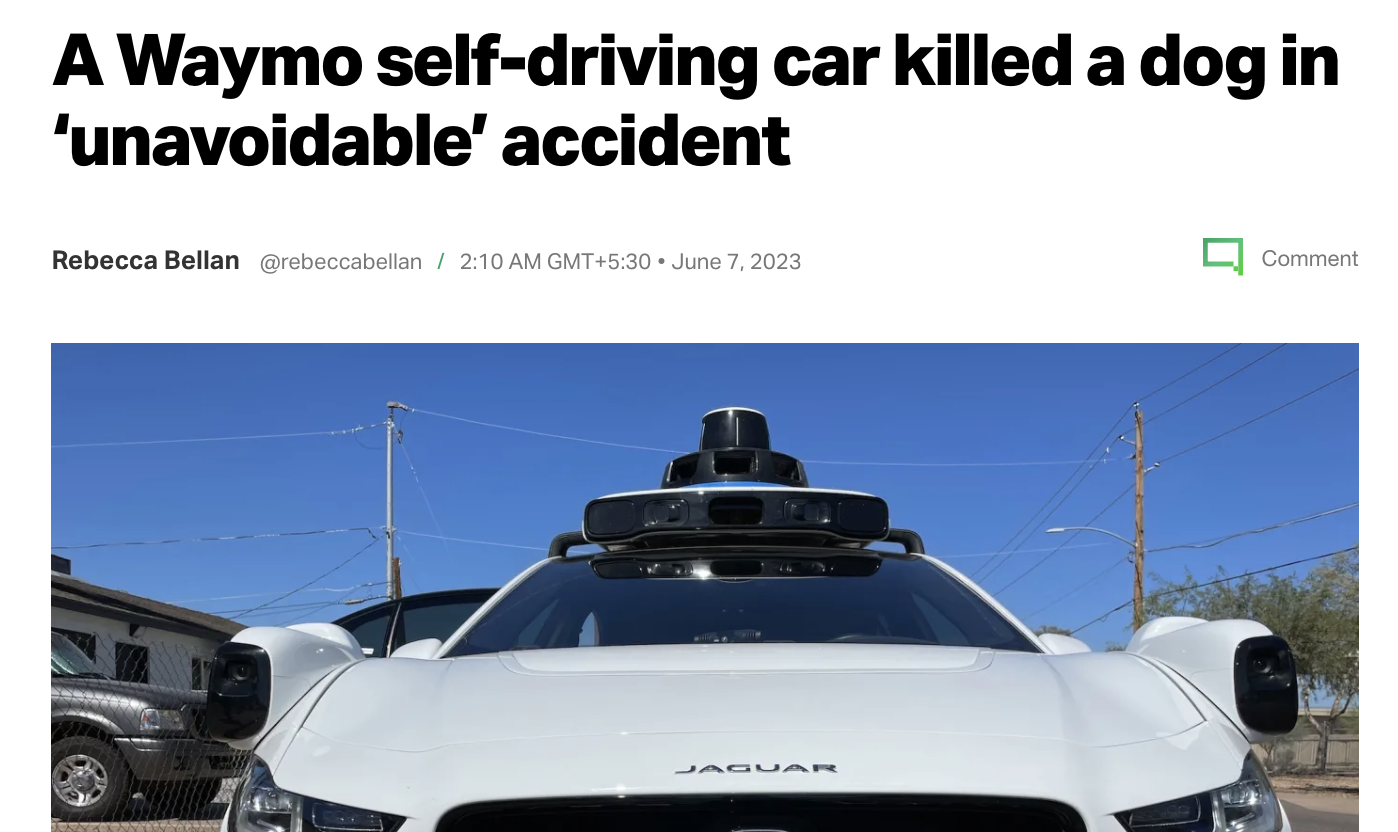 A Waymo self-driving car killed a dog in
‘unavoidable’ accident
Rebecca Bellan @rebeccabellan / 2:10 AM GMT+5:30 • June 7, 2023
Comment
JAGUAR